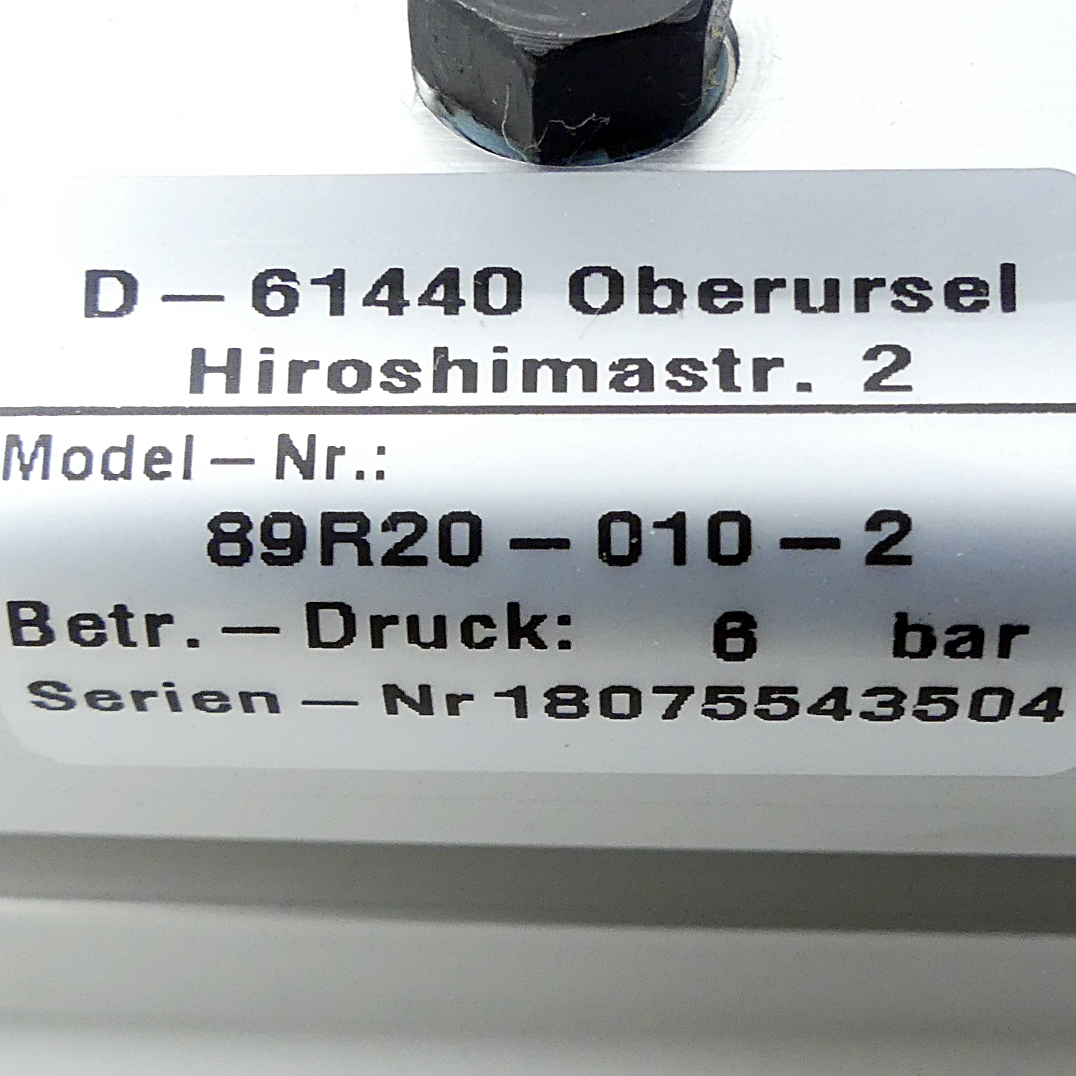 D – 61440 Oberursel
Hiroshimastr. 2
Model – Nr.:
89R20 – 010 – 2
Betr. – Druck: 6 bar
Serien – Nr 18075543504